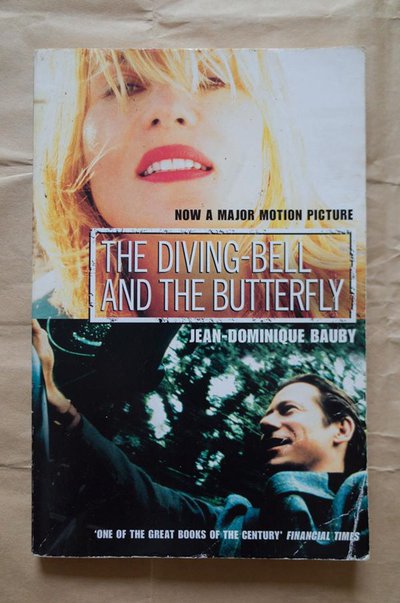 NOW A MAJOR MOTION PICTURE
THE DIVING-BELL
AND THE BUTTERFLY
JEAN-DOMINIQUE BAUBY
'ONE OF THE GREAT BOOKS OF THE CENTURY' FINANCIAL TIMES